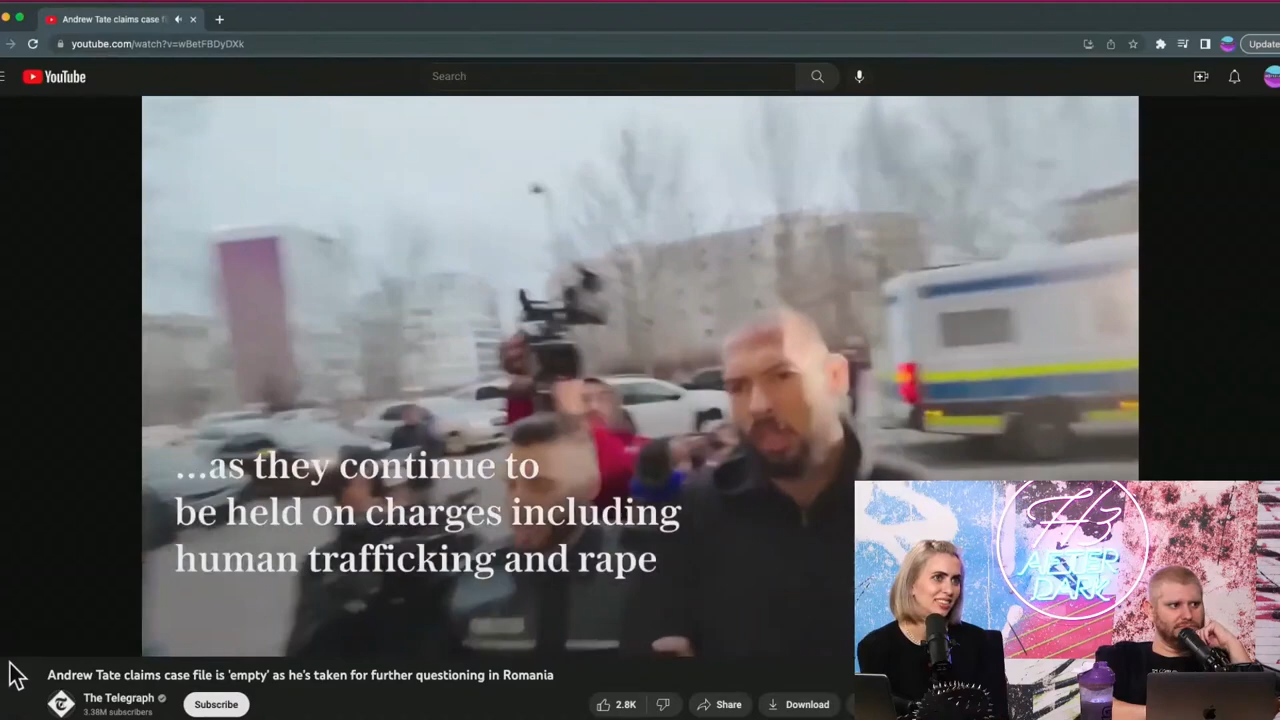 Andrew Tate claims case fi
youtube.com/watch?v=wBetFBDyDXk
Update
YouTube
Search
...as they continue to
be held on charges including
human trafficking and rape
H3
AFTER
DARK
Andrew Tate claims case file is 'empty' as he's taken for further questioning in Romania
The Telegraph
3.38M subscribers
Subscribe
2.8K
Share
Download